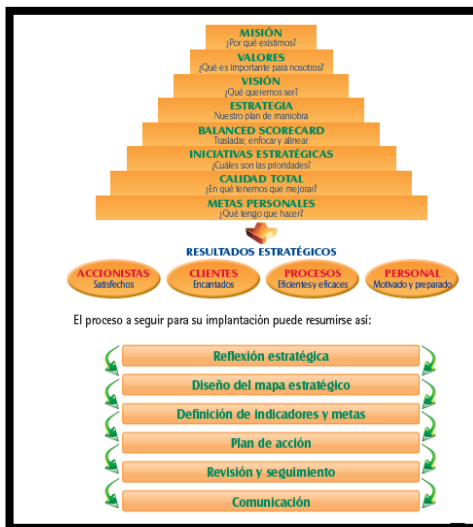 MISIÓN
¿Por qué existimos?
VALORES
¿Qué es importante para nosotros?
VISIÓN
¿Qué queremos ser?
ESTRATEGIA
Nuestro plan de maniobra
BALANCED SCORECARD
Trasladar, enfocar y alinear
INICIATIVAS ESTRATÉGICAS
¿Cuáles son las prioridades?
CALIDAD TOTAL
¿En qué tenemos que mejorar?
METAS PERSONALES
¿Qué tengo que hacer?
RESULTADOS ESTRATÉGICOS
ACCIONISTAS
Satisfechos
CLIENTES
Encantados
PROCESOS
Eficientes y eficaces
PERSONAL
Motivado y preparado
El proceso a seguir para su implantación puede resumirse así:
Reflexión estratégica
Diseño del mapa estratégico
Definición de indicadores y metas
Plan de acción
Revisión y seguimiento
Comunicación